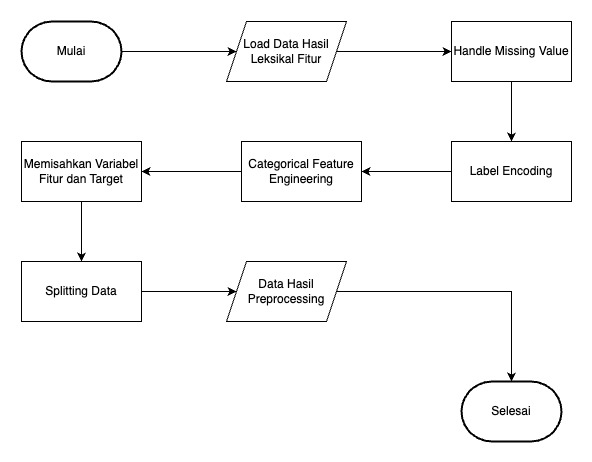 Mulai
Load Data Hasil
Leksikal Fitur
Handle Missing Value
Label Encoding
Categorical Feature
Engineering
Memisahkan Variabel
Fitur dan Target
Splitting Data
Data Hasil
Preprocessing
Selesai